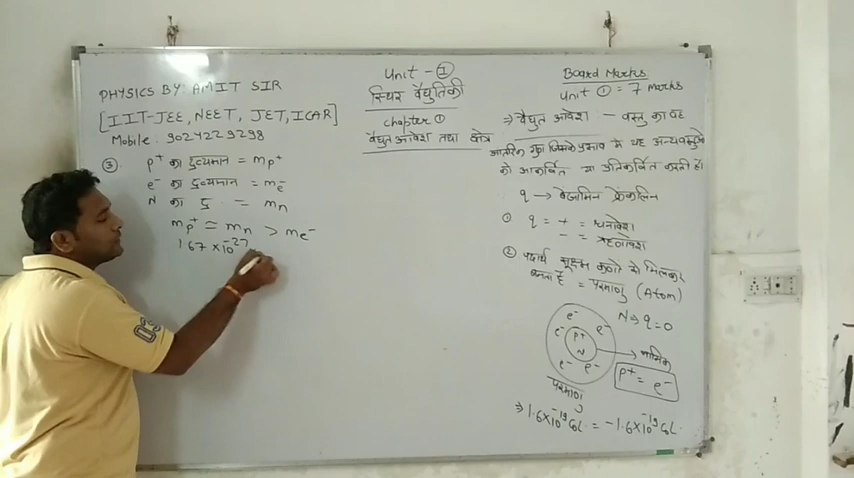 PHYSICS BY: AMIT SIR
[IIT-JEE, NEET, JET, ICAR]
Mobile: 9024229298
③ p⁺ का द्रव्यमान = mp⁺
e⁻ का द्रव्यमान = me⁻
N का द्र = mn
mp⁺ ≃ mn > me⁻
1.67 × 10⁻²⁷
Unit - ①
स्थिर वैद्युतिकी
chapter ①
वैद्युत आवेश तथा क्षेत्र
Board Marks
Unit ① = 7 marks
⇒ वैद्युत आवेश – वस्तु का वह
आंतरिक गुण जिसके प्रभाव से यह अन्य वस्तुओ
को आकर्षित या प्रतिकर्षित करती है।
q → बेंजामिन फ्रेंकलिन
① q = + = धनावेश
- = ऋणावेश
② पदार्थ सूक्ष्म कणो से मिलकर
बनता है = परमाणु (Atom)
N ⇒ q = 0
e⁻
e⁻ e⁻
p⁺
N
e⁻ e⁻
नाभिक
परमाणु
p⁺ = e⁻
⇒ 1.6×10⁻¹⁹ Col. = -1.6×10⁻¹⁹ Col.